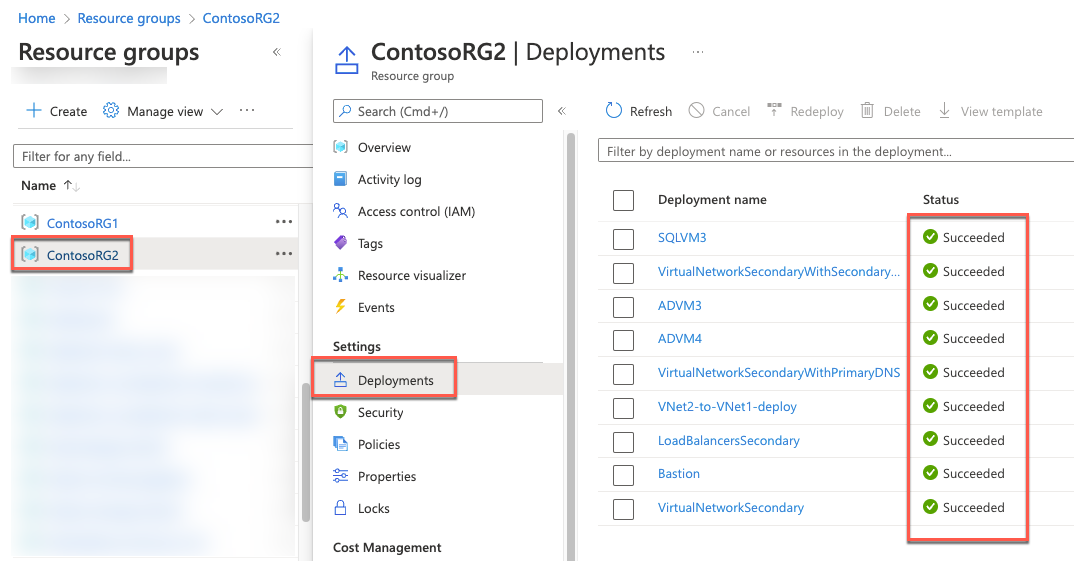 Home > Resource groups > ContosoRG2
Resource groups «
Create Manage view ...
Filter for any field...
Name ↑↓
ContosoRG1 ...
ContosoRG2 ...
ContosoRG2 | Deployments ...
Resource group
Search (Cmd+/) «
Overview
Activity log
Access control (IAM)
Tags
Resource visualizer
Events
Settings
Deployments
Security
Policies
Properties
Locks
Cost Management
Refresh Cancel Redeploy Delete View template
Filter by deployment name or resources in the deployment...
Deployment name Status
SQLVM3 Succeeded
VirtualNetworkSecondaryWithSecondary... Succeeded
ADVM3 Succeeded
ADVM4 Succeeded
VirtualNetworkSecondaryWithPrimaryDNS Succeeded
VNet2-to-VNet1-deploy Succeeded
LoadBalancersSecondary Succeeded
Bastion Succeeded
VirtualNetworkSecondary Succeeded